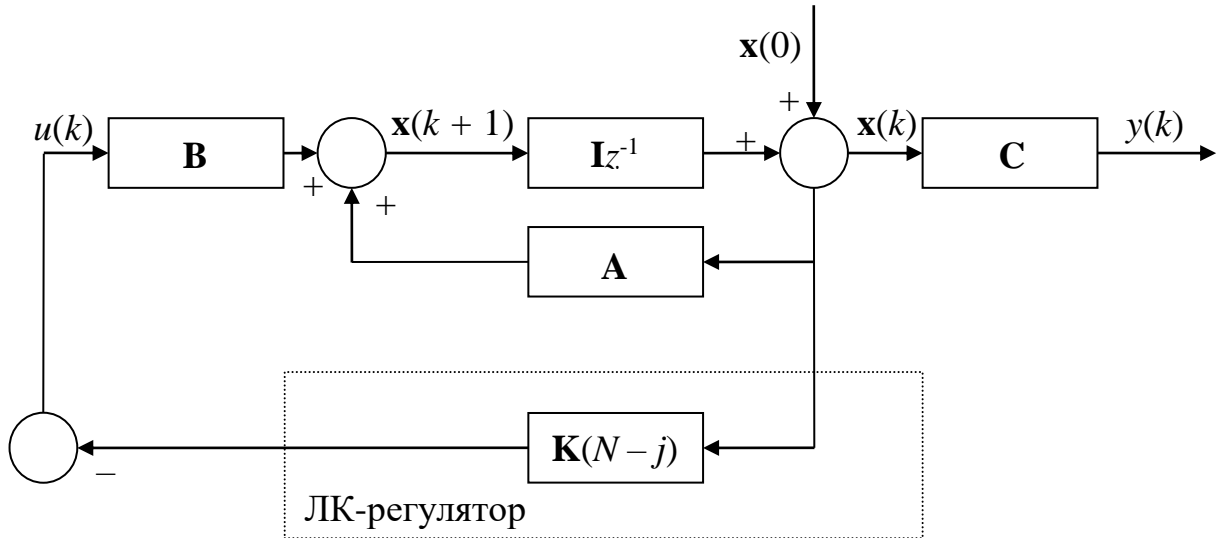 x(0)
+
u(k)
B
x(k + 1)
Iz⁻¹
+
x(k)
C
y(k)
+
+
A
K(N – j)
–
ЛК-регулятор